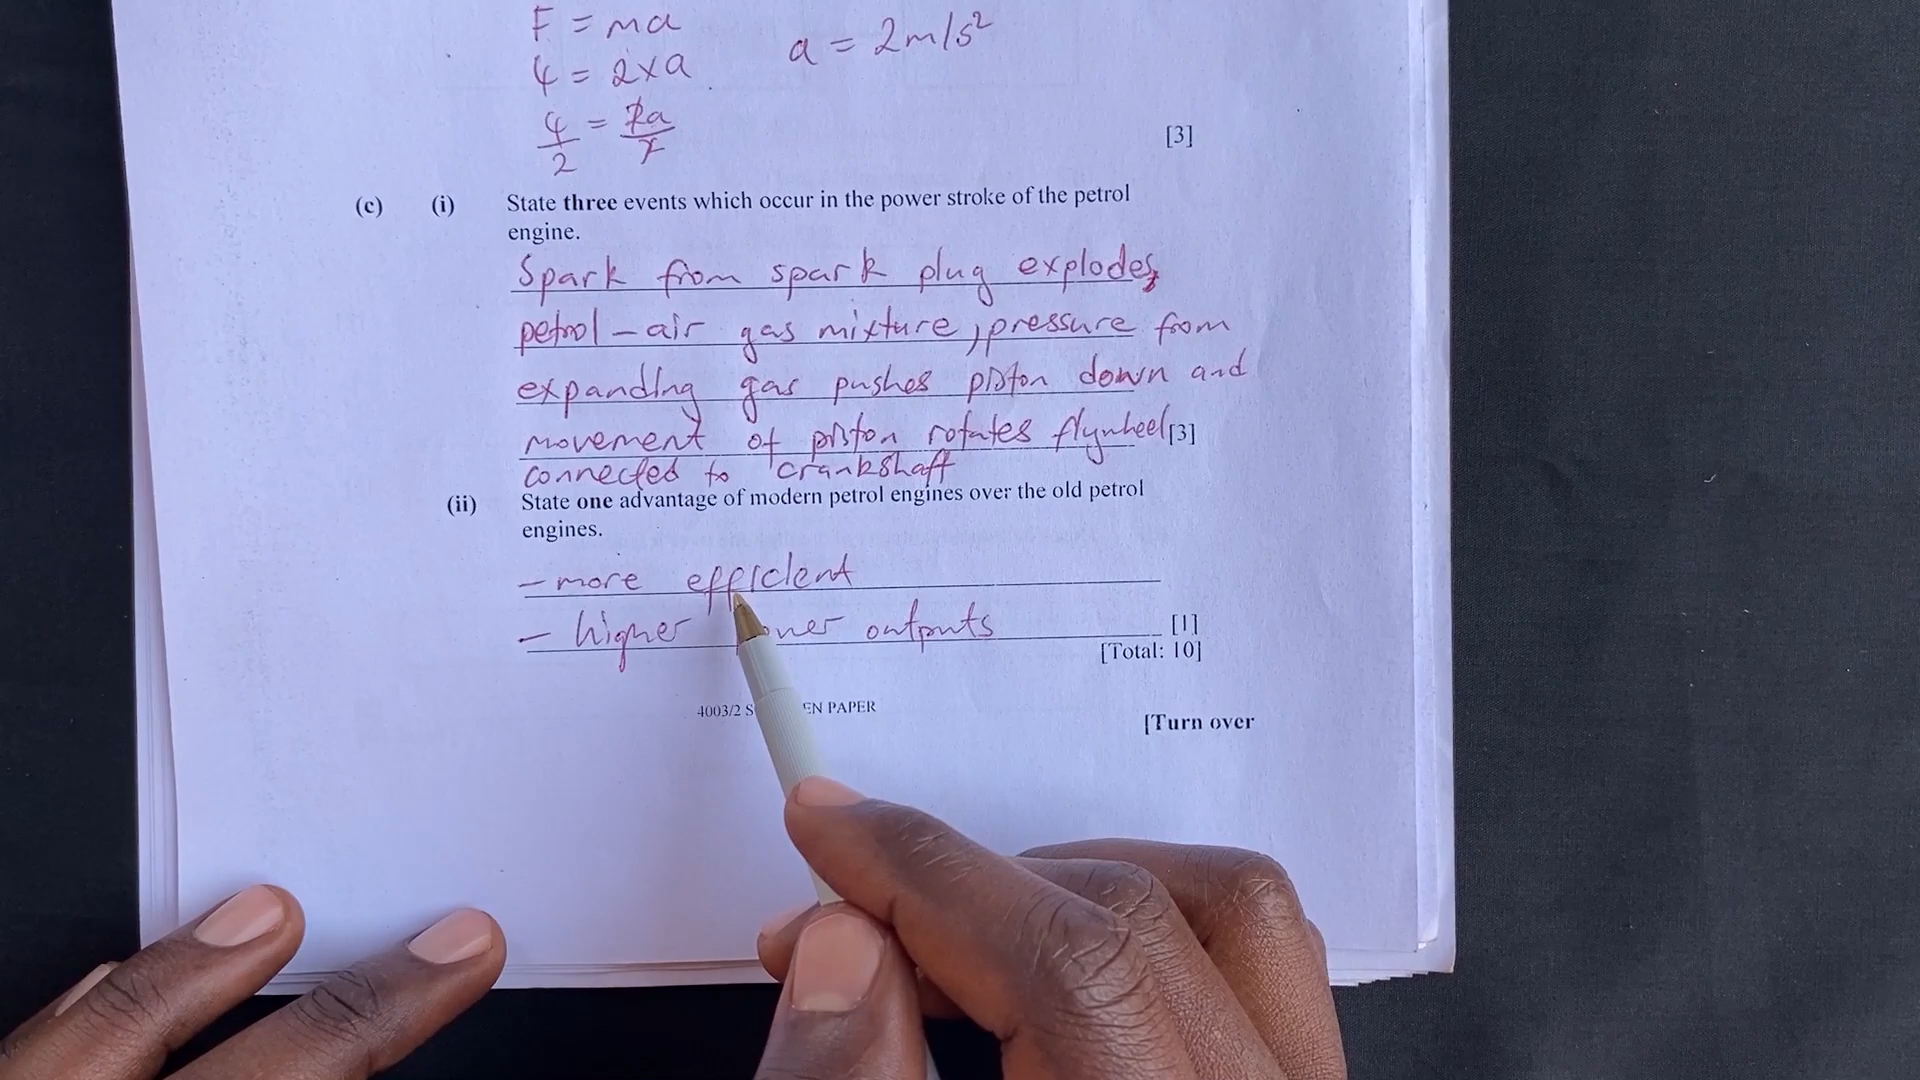 F = ma
4 = 2xa
a = 2m/s²
4/2 = 2a/2
[3]
(c) (i) State three events which occur in the power stroke of the petrol
engine.
Spark from spark plug explodes
petrol-air gas mixture, pressure from
expanding gas pushes piston down and
movement of piston rotates flywheel [3]
connected to crankshaft
(ii) State one advantage of modern petrol engines over the old petrol
engines.
- more efficient
- higher outputs [1]
[Total: 10]
4003/2 EN PAPER
[Turn over